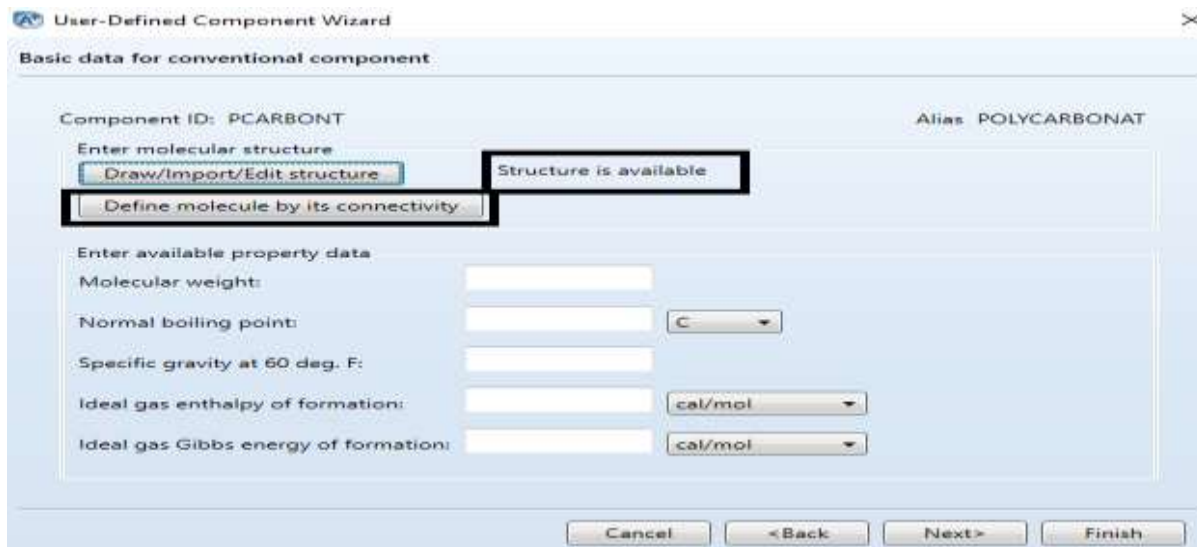 User-Defined Component Wizard
Basic data for conventional component
Component ID: PCARBONT Alias POLYCARBONAT
Enter molecular structure
Draw/Import/Edit structure Structure is available
Define molecule by its connectivity
Enter available property data
Molecular weight:
Normal boiling point: C
Specific gravity at 60 deg. F:
Ideal gas enthalpy of formation: cal/mol
Ideal gas Gibbs energy of formation: cal/mol
Cancel <Back Next> Finish